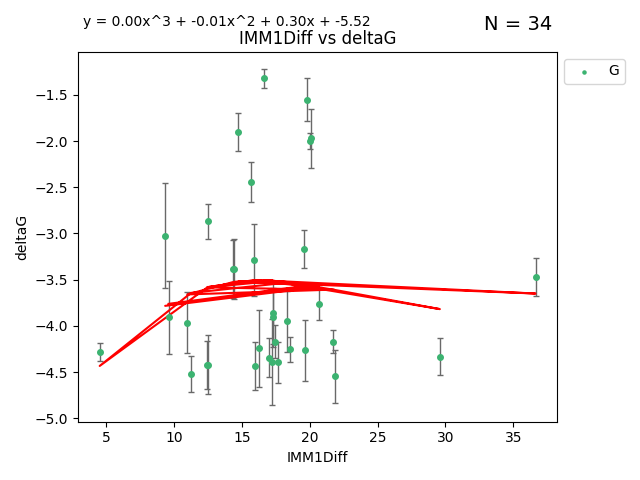 y = 0.00x^3 + -0.01x^2 + 0.30x + -5.52
N = 34
IMM1Diff vs deltaG
G
−1.5
−2.0
−2.5
−3.0
−3.5
−4.0
−4.5
−5.0
deltaG
5 10 15 20 25 30 35
IMM1Diff